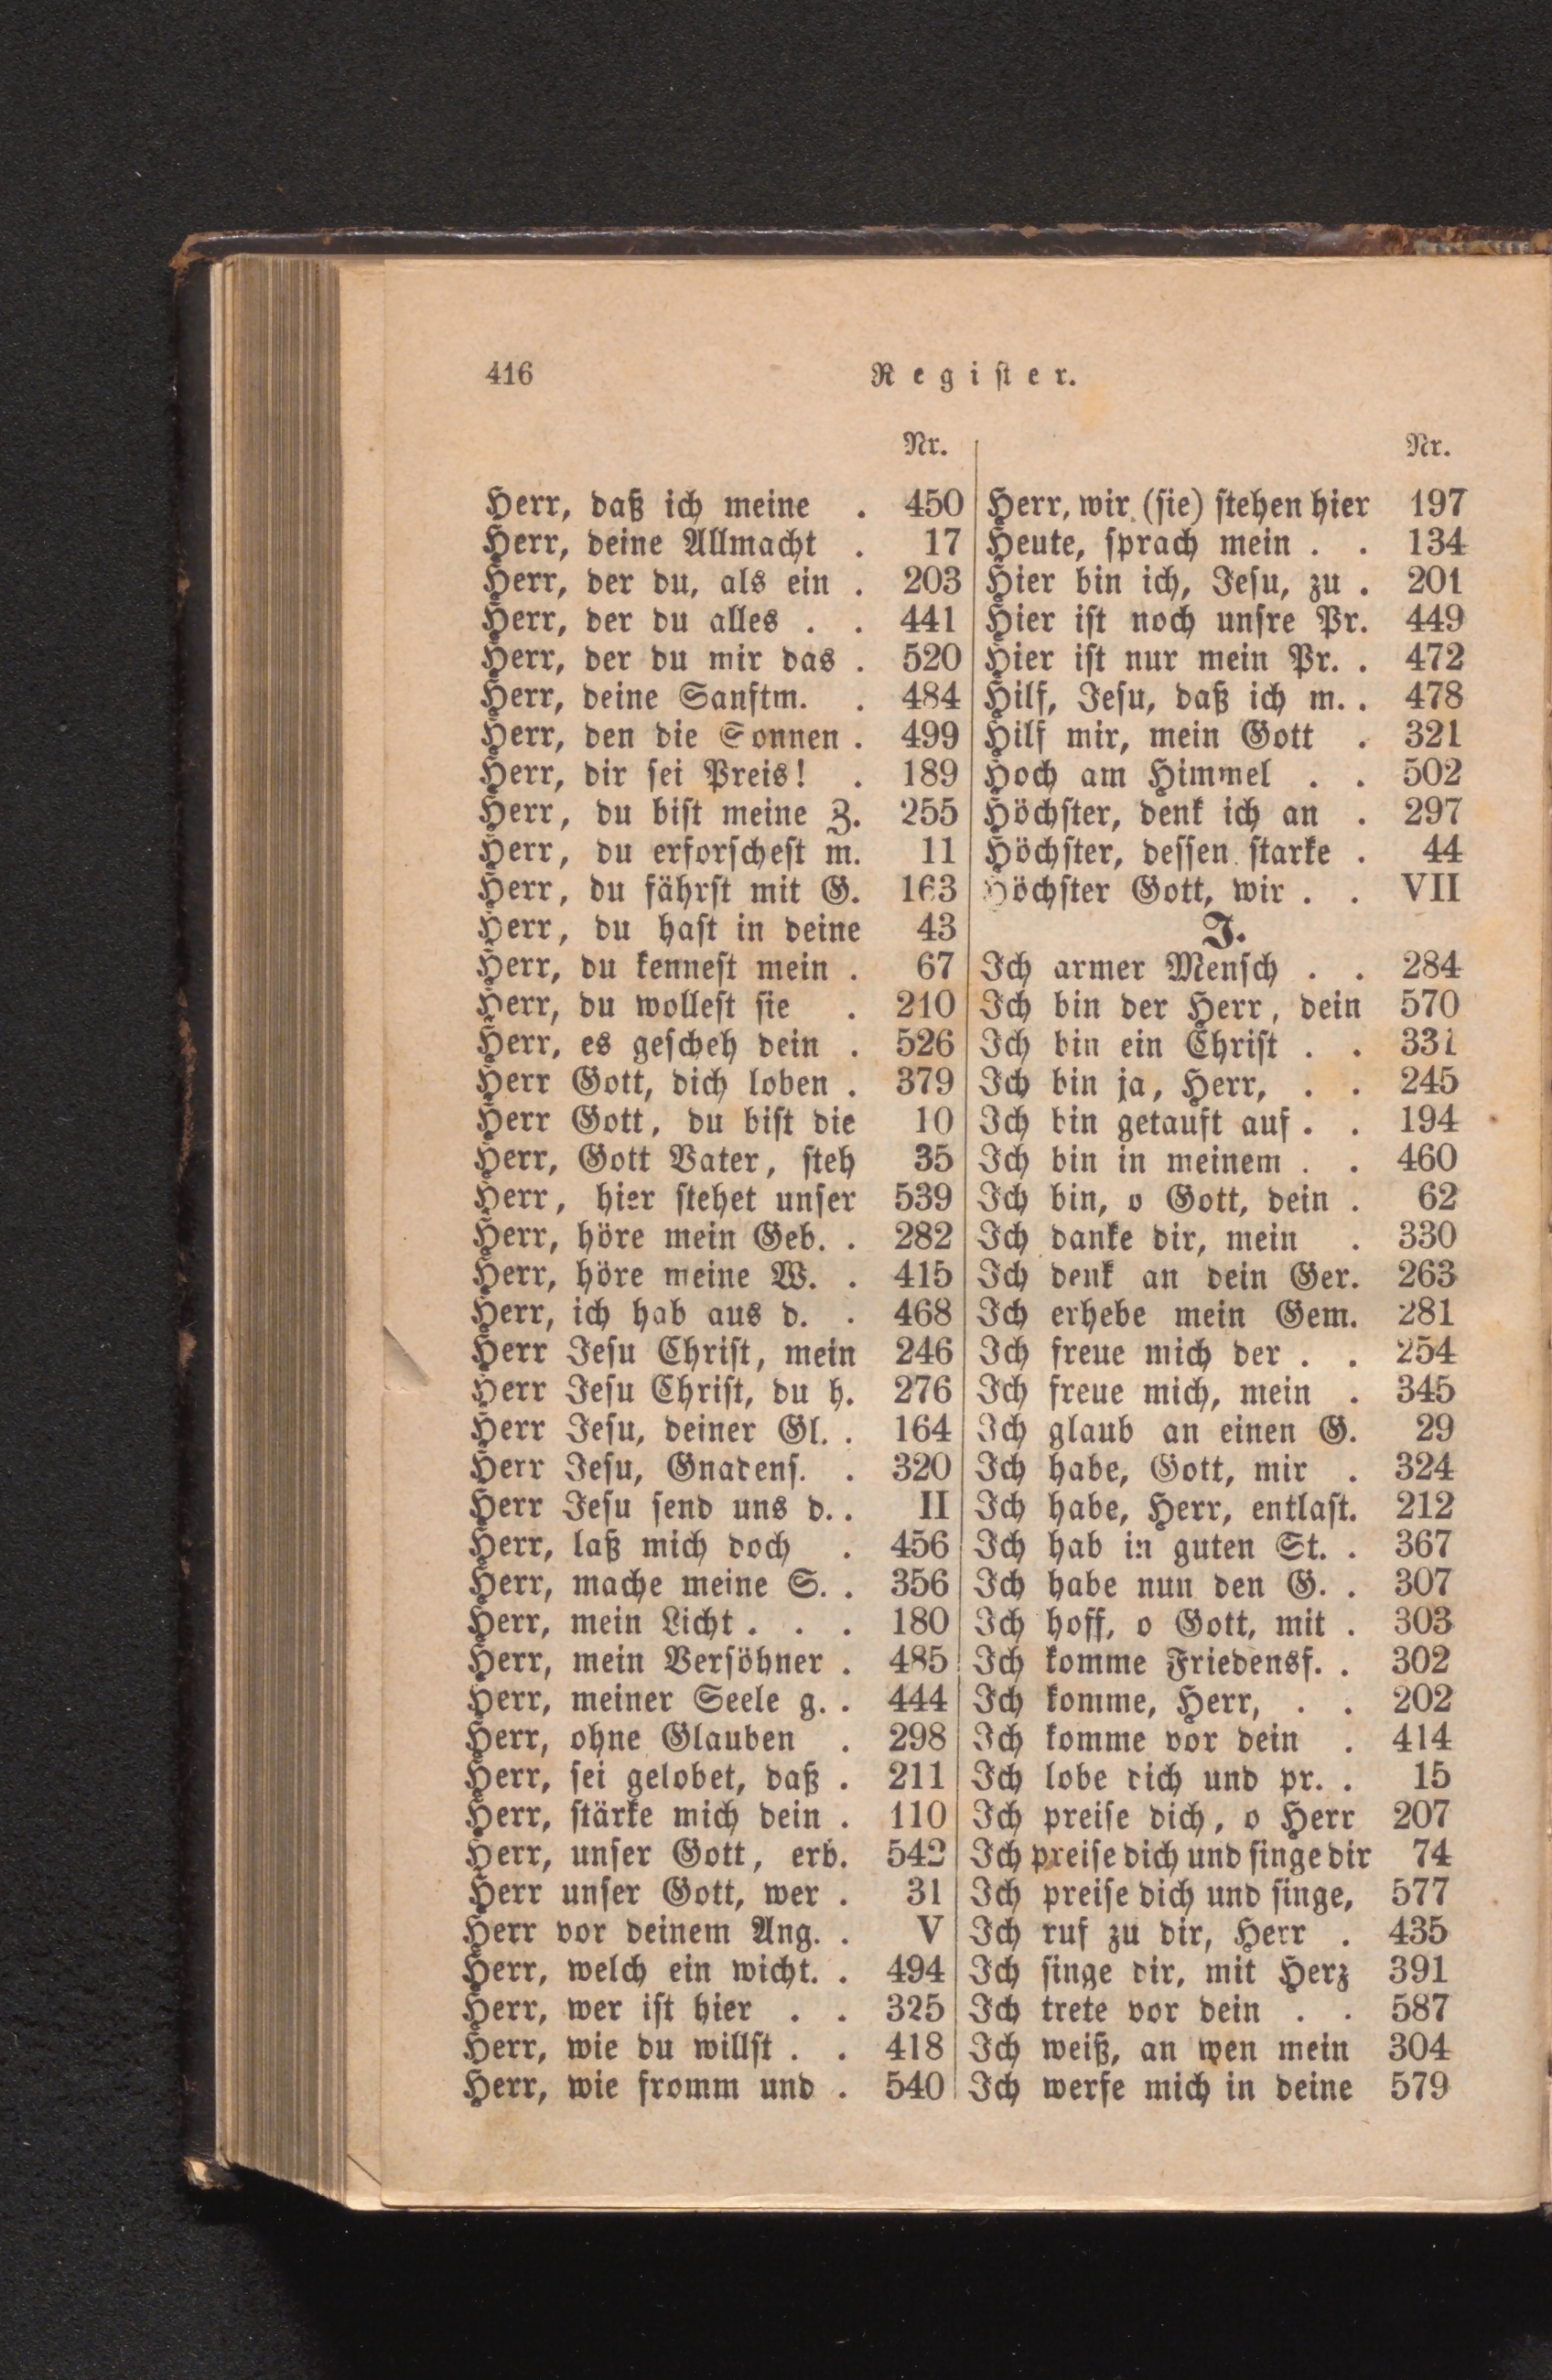 416 Register.
Nr.
Herr, daß ich meine . 450
Herr, deine Allmacht . 17
Herr, der du, als ein . 203
Herr, der du alles . . 441
Herr, der du mir das . 520
Herr, deine Sanftm. . 484
Herr, den die Sonnen . 499
Herr, dir sei Preis! . 189
Herr, du bist meine Z. 255
Herr, du erforschest m. 11
Herr, du fährst mit G. 163
Herr, du hast in deine 43
Herr, du kennest mein . 67
Herr, du wollest sie . 210
Herr, es gescheh dein . 526
Herr Gott, dich loben . 379
Herr Gott, du bist die 10
Herr, Gott Vater, steh 35
Herr, hier stehet unser 539
Herr, höre mein Geb. . 282
Herr, höre meine W. . 415
Herr, ich hab aus d. . 468
Herr Jesu Christ, mein 246
Herr Jesu Christ, du h. 276
Herr Jesu, deiner Gl. . 164
Herr Jesu, Gnadens. . 320
Herr Jesu send uns d. . II
Herr, laß mich doch . 456
Herr, mache meine S. . 356
Herr, mein Licht . . . 180
Herr, mein Versöhner . 485
Herr, meiner Seele g. . 444
Herr, ohne Glauben . 298
Herr, sei gelobet, daß . 211
Herr, stärke mich dein . 110
Herr, unser Gott, erb. 542
Herr unser Gott, wer . 31
Herr vor deinem Ang. . V
Herr, welch ein wicht. . 494
Herr, wer ist hier . . 325
Herr, wie du willst . . 418
Herr, wie fromm und . 540
Nr.
Herr, wir (sie) stehen hier 197
Heute, sprach mein . . 134
Hier bin ich, Jesu, zu . 201
Hier ist noch unsre Pr. 449
Hier ist nur mein Pr. . 472
Hilf, Jesu, daß ich m. . 478
Hilf mir, mein Gott . 321
Hoch am Himmel . . 502
Höchster, denk ich an . 297
Höchster, dessen starke . 44
Höchster Gott, wir . . VII
J.
Ich armer Mensch . . 284
Ich bin der Herr, dein 570
Ich bin ein Christ . . 331
Ich bin ja, Herr, . . 245
Ich bin getauft auf . . 194
Ich bin in meinem . . 460
Ich bin, o Gott, dein . 62
Ich danke dir, mein . 330
Ich denk an dein Ger. 263
Ich erhebe mein Gem. 281
Ich freue mich der . . 254
Ich freue mich, mein . 345
Ich glaub an einen G. 29
Ich habe, Gott, mir . 324
Ich habe, Herr, entlast. 212
Ich hab in guten St. . 367
Ich habe nun den G. . 307
Ich hoff, o Gott, mit . 303
Ich komme Friedensf. . 302
Ich komme, Herr, . . 202
Ich komme vor dein . 414
Ich lobe dich und pr. . 15
Ich preise dich, o Herr 207
Ich preise dich und singe dir 74
Ich preise dich und singe, 577
Ich ruf zu dir, Herr . 435
Ich singe dir, mit Herz 391
Ich trete vor dein . . 587
Ich weiß, an wen mein 304
Ich werfe mich in deine 579